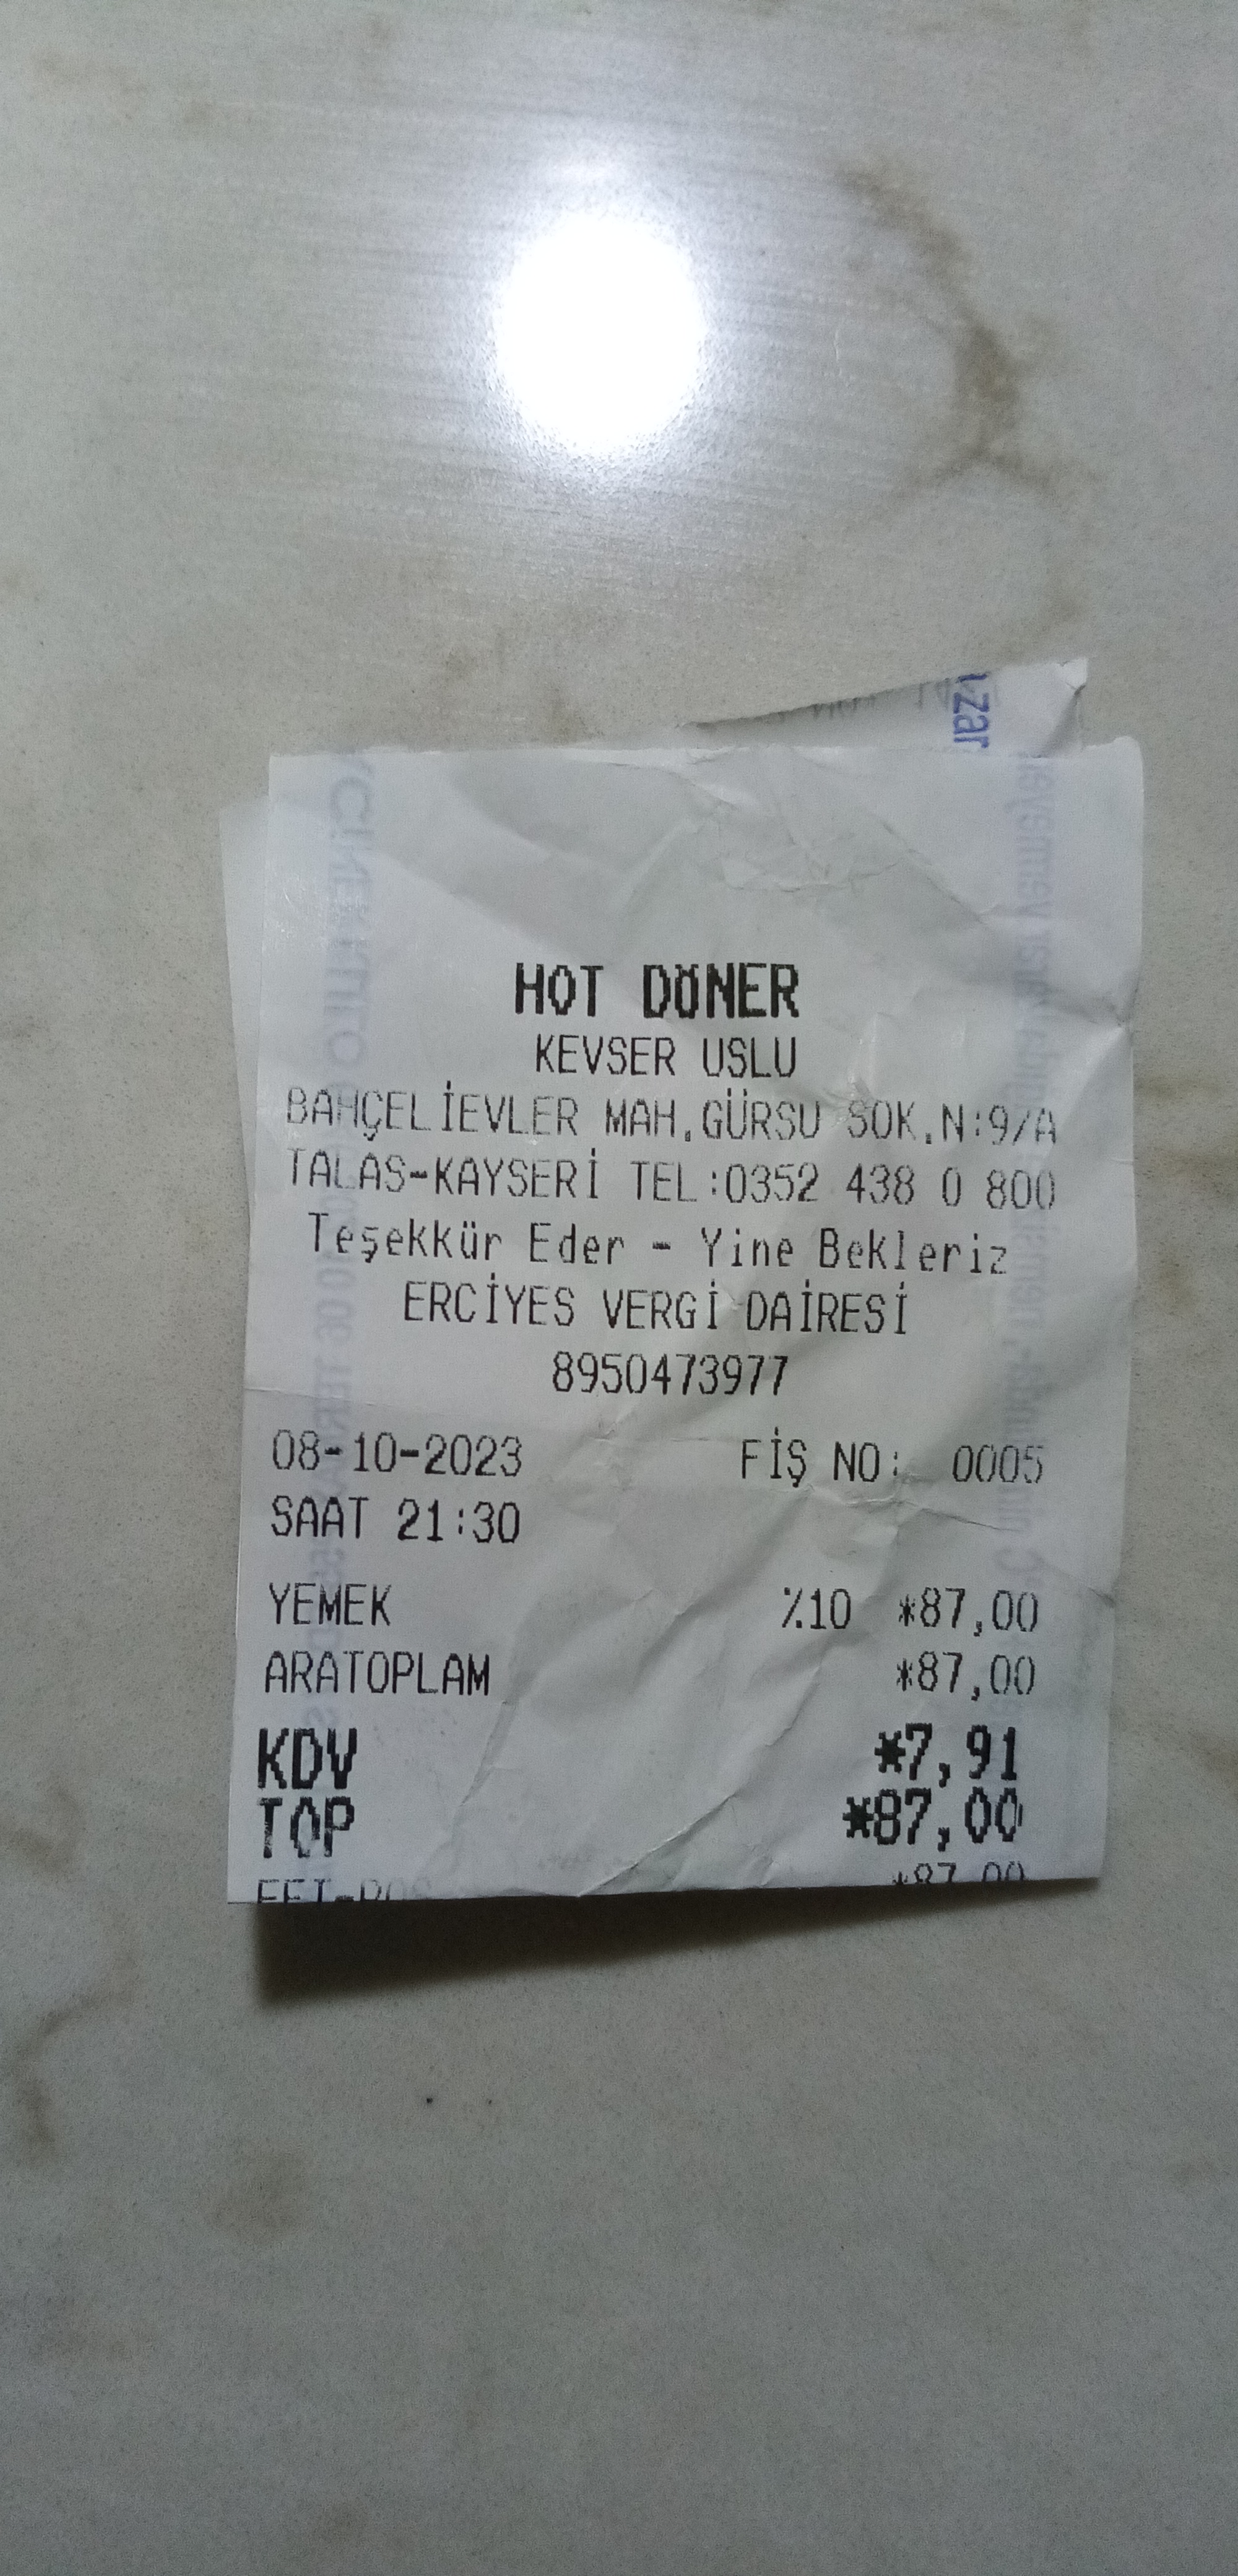 HOT DÖNER
KEVSER USLU
BAHÇELİEVLER MAH.GÜRSU SOK.N:9/A
TALAS-KAYSERİ TEL:0352 438 0 800
Teşekkür Eder - Yine Bekleriz
ERCİYES VERGİ DAİRESİ
8950473977
08-10-2023 FİŞ NO: 0005
SAAT 21:30
YEMEK %10 *87,00
ARATOPLAM *87,00
KDV *7,91
TOP *87,00
*87,00